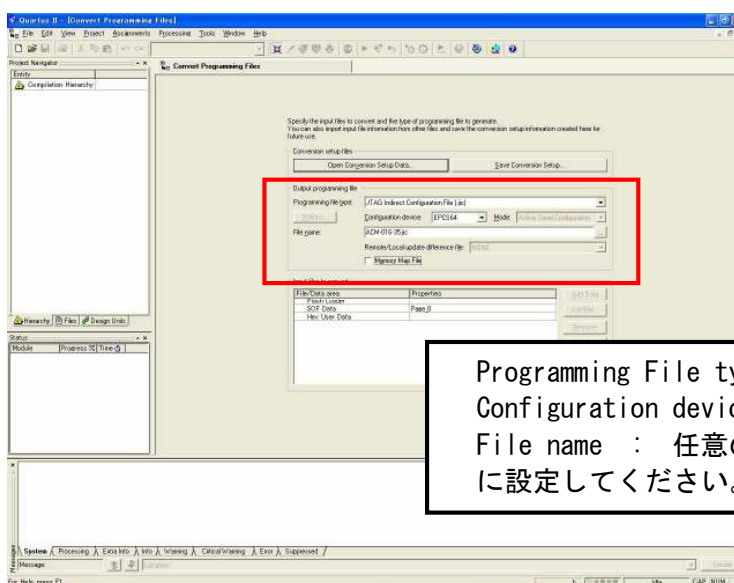 Quartus II - [Convert Programming Files]
File Edit View Project Assignments Processing Tools Window Help
Project Navigator
Entity
Compilation Hierarchy
Hierarchy Files Design Units
Status
Module Progress % Time
Convert Programming Files
Specify the input files to convert and the type of programming file to generate.
You can also import input file information from other files and save the conversion setup information created here for
future use.
Conversion setup files
Open Conversion Setup Data...
Save Conversion Setup...
Output programming file
Programming file type: JTAG Indirect Configuration File (.jic)
Configuration device: EPCS64 Mode: Active Serial Configuration
File name:
Remote/Local update difference file: NONE
Memory Map File
Input files to convert
File/Data area Properties
Flash Loader
SOF Data Page_0
Hex User Data
Add Data
Add File
Remove
Programming File ty
Configuration devic
File name : 任意の
に設定してください。
System Processing Extra Info Info Warning Critical Warning Error Suppressed
Messages
Message:
Location:
Locate
For Help, press F1
Idle
CAP NUM